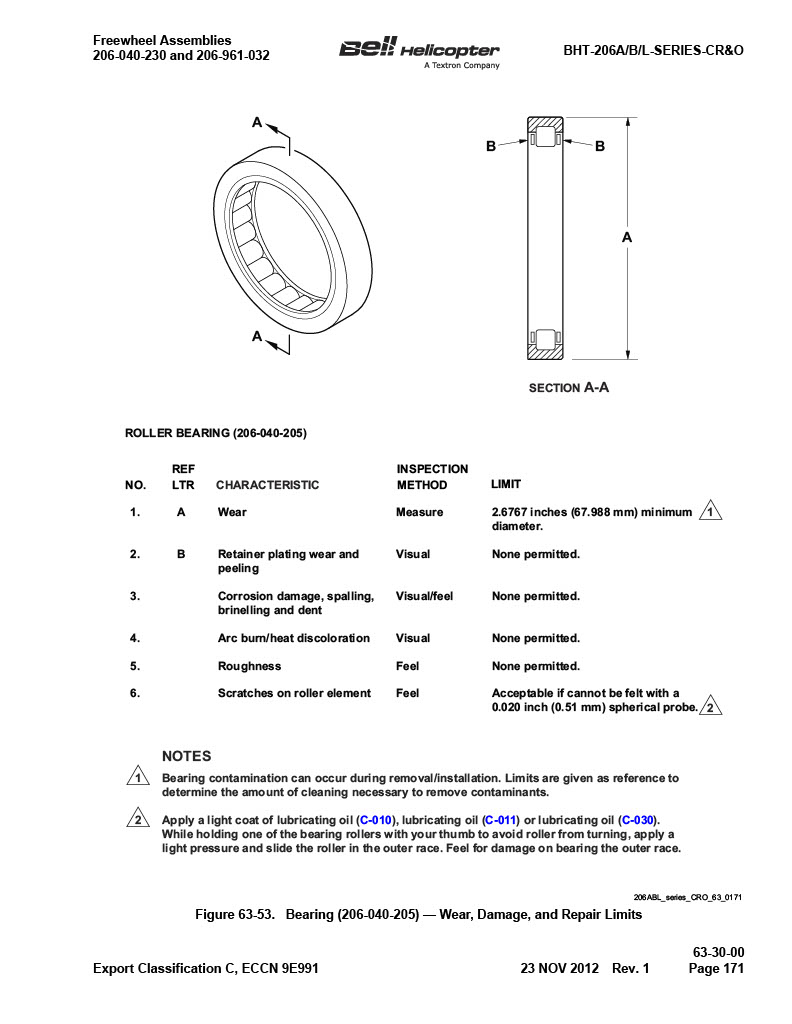 Freewheel Assemblies
206-040-230 and 206-961-032
Bell Helicopter
A Textron Company
BHT-206A/B/L-SERIES-CR&O
A
B
B
A
A
SECTION A-A
ROLLER BEARING (206-040-205)
REF INSPECTION
NO. LTR CHARACTERISTIC METHOD LIMIT
1. A Wear Measure 2.6767 inches (67.988 mm) minimum 1
diameter.
2. B Retainer plating wear and Visual None permitted.
peeling
3. Corrosion damage, spalling, Visual/feel None permitted.
brinelling and dent
4. Arc burn/heat discoloration Visual None permitted.
5. Roughness Feel None permitted.
6. Scratches on roller element Feel Acceptable if cannot be felt with a
0.020 inch (0.51 mm) spherical probe. 2
NOTES
1 Bearing contamination can occur during removal/installation. Limits are given as reference to
determine the amount of cleaning necessary to remove contaminants.
2 Apply a light coat of lubricating oil (C-010), lubricating oil (C-011) or lubricating oil (C-030).
While holding one of the bearing rollers with your thumb to avoid roller from turning, apply a
light pressure and slide the roller in the outer race. Feel for damage on bearing the outer race.
206ABL_series_CRO_63_0171
Figure 63-53. Bearing (206-040-205) — Wear, Damage, and Repair Limits
63-30-00
Export Classification C, ECCN 9E991 23 NOV 2012 Rev. 1 Page 171